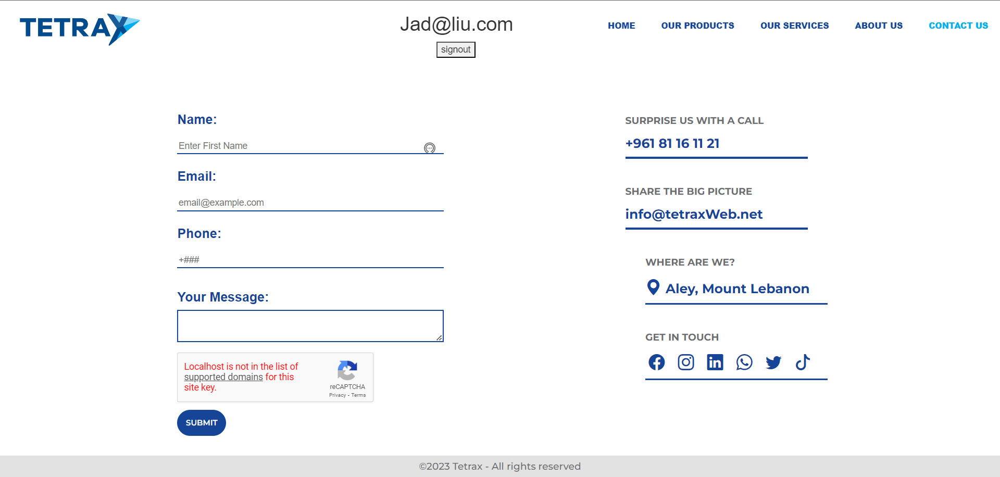 TETRAX
Jad@liu.com
signout
HOME OUR PRODUCTS OUR SERVICES ABOUT US CONTACT US
Name:
Enter First Name
Email:
email@example.com
Phone:
+###
Your Message:
Localhost is not in the list of
supported domains for this
site key.
reCAPTCHA
Privacy - Terms
SUBMIT
SURPRISE US WITH A CALL
+961 81 16 11 21
SHARE THE BIG PICTURE
info@tetraxWeb.net
WHERE ARE WE?
Aley, Mount Lebanon
GET IN TOUCH
©2023 Tetrax - All rights reserved